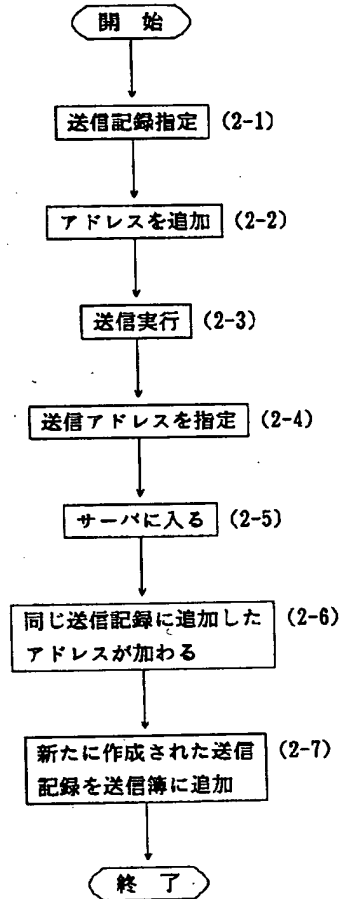 開 始
送信記録指定 (2-1)
アドレスを追加 (2-2)
送信実行 (2-3)
送信アドレスを指定 (2-4)
サーバに入る (2-5)
同じ送信記録に追加した (2-6)
アドレスが加わる
新たに作成された送信 (2-7)
記録を送信簿に追加
終 了